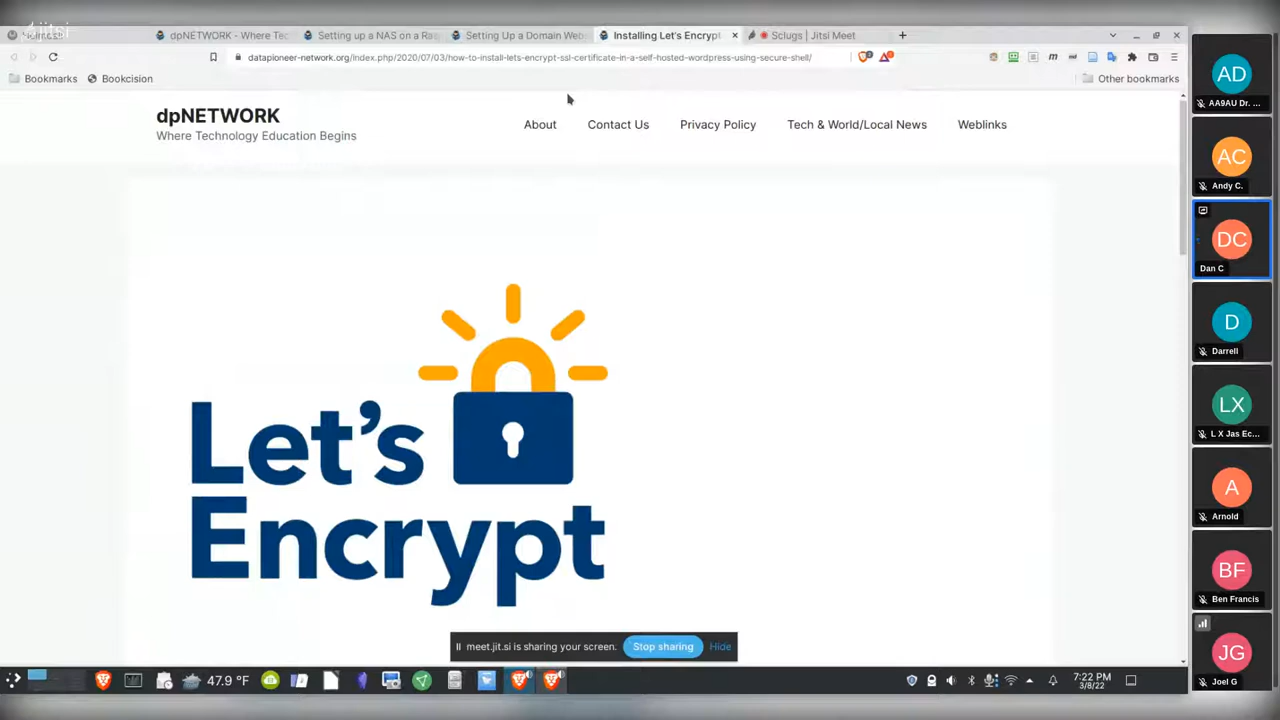 jitsi
dpNETWORK - Where Tec
Setting up a NAS on a Ra
Setting Up a Domain Web
Installing Let's Encrypt
Sclugs | Jitsi Meet
datapioneer-network.org/index.php/2020/07/03/how-to-install-lets-encrypt-ssl-certificate-in-a-self-hosted-wordpress-using-secure-shell/
Bookmarks
Bookcision
Other bookmarks
dpNETWORK
Where Technology Education Begins
About
Contact Us
Privacy Policy
Tech & World/Local News
Weblinks
Let's
Encrypt
meet.jit.si is sharing your screen.
Stop sharing
Hide
47.9 °F
7:22 PM
3/8/22
AD
AA9AU Dr. ...
AC
Andy C.
DC
Dan C
D
Darrell
LX
L X Jas Ec...
A
Arnold
BF
Ben Francis
JG
Joel G